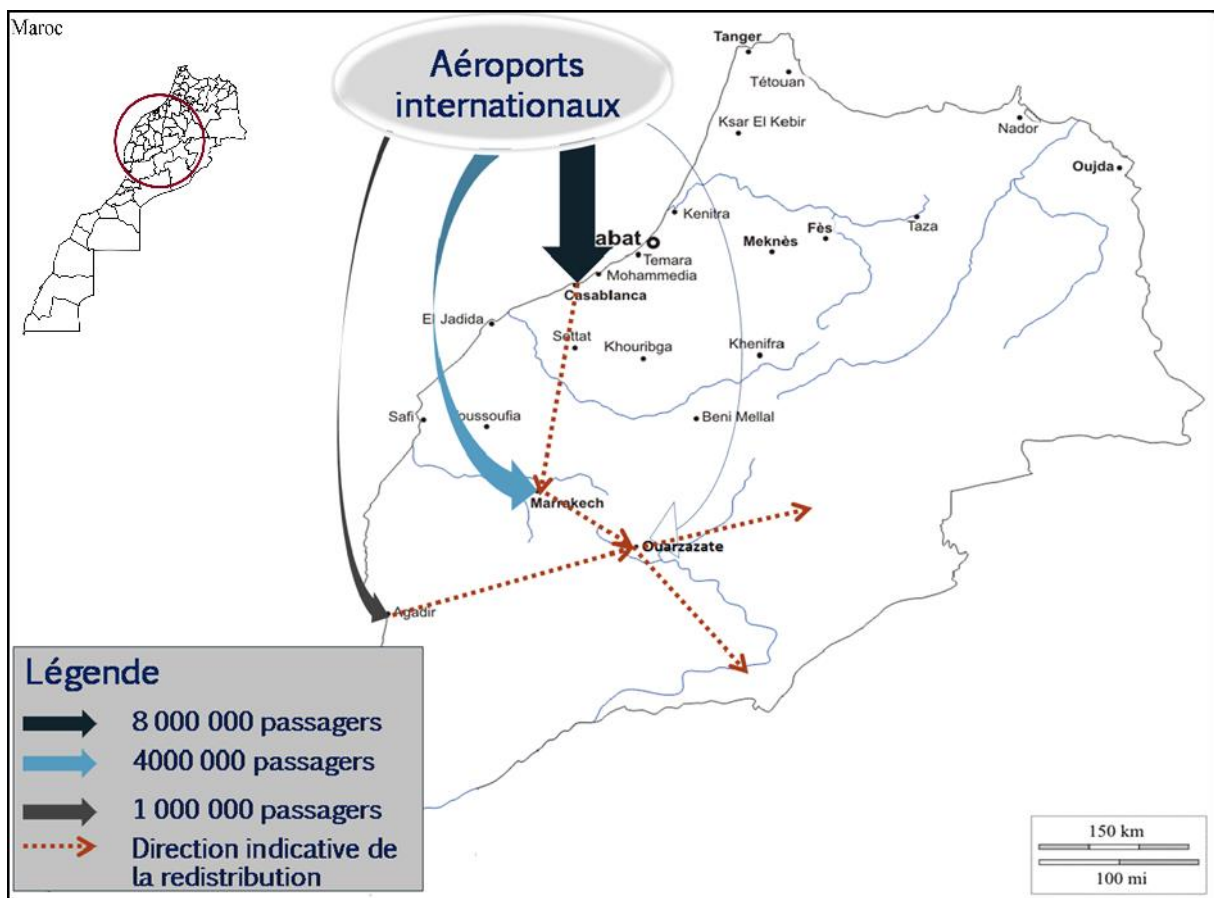 Maroc
Aéroports
internationaux
Tanger
Tétouan
Ksar El Kebir
Nador
Oujda
Kenitra
Taza
Fès
Meknès
abat
Temara
Mohammedia
Casablanca
El Jadida
Settat
Khouribga
Khenifra
Safi
oussoufia
Beni Mellal
Marrakech
Ouarzazate
Agadir
Légende
8 000 000 passagers
4000 000 passagers
1 000 000 passagers
Direction indicative de
la redistribution
150 km
100 mi